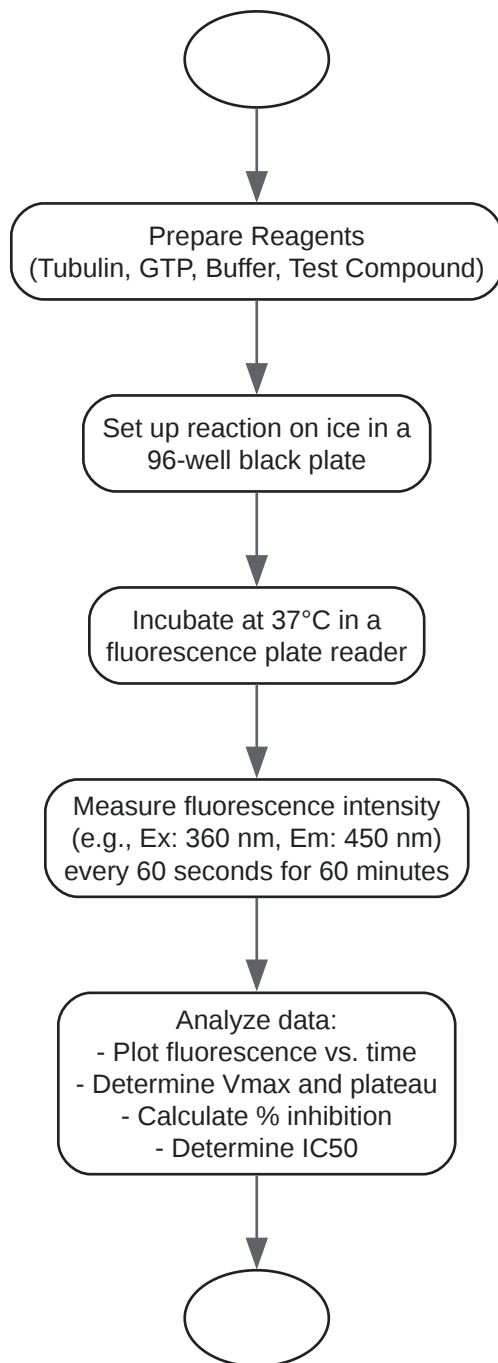 Prepare Reagents
(Tubulin, GTP, Buffer, Test Compound)
Set up reaction on ice in a
96-well black plate
Incubate at 37°C in a
fluorescence plate reader
Measure fluorescence intensity
(e.g., Ex: 360 nm, Em: 450 nm)
every 60 seconds for 60 minutes
Analyze data:
- Plot fluorescence vs. time
- Determine Vmax and plateau
- Calculate % inhibition
- Determine IC50